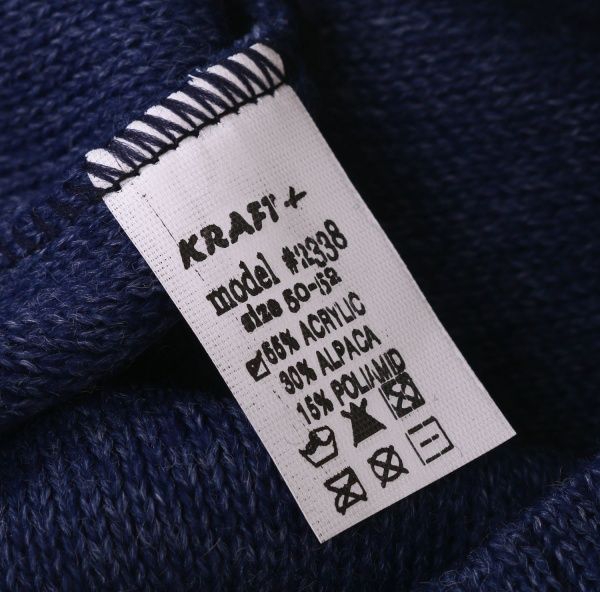 KRAFT +
model #2338
size 50-52
55% ACRYLIC
30% ALPACA
15% POLIAMID